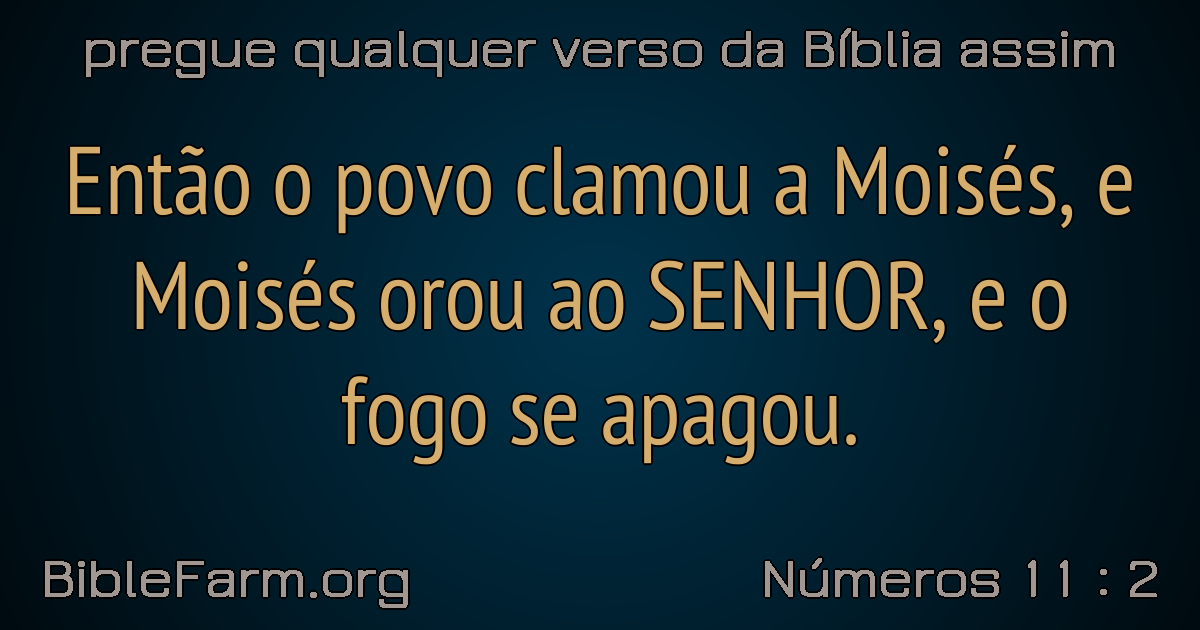 pregue qualquer verso da Bíblia assim
Então o povo clamou a Moisés, e
Moisés orou ao SENHOR, e o
fogo se apagou.
BibleFarm.org
Números 11 : 2